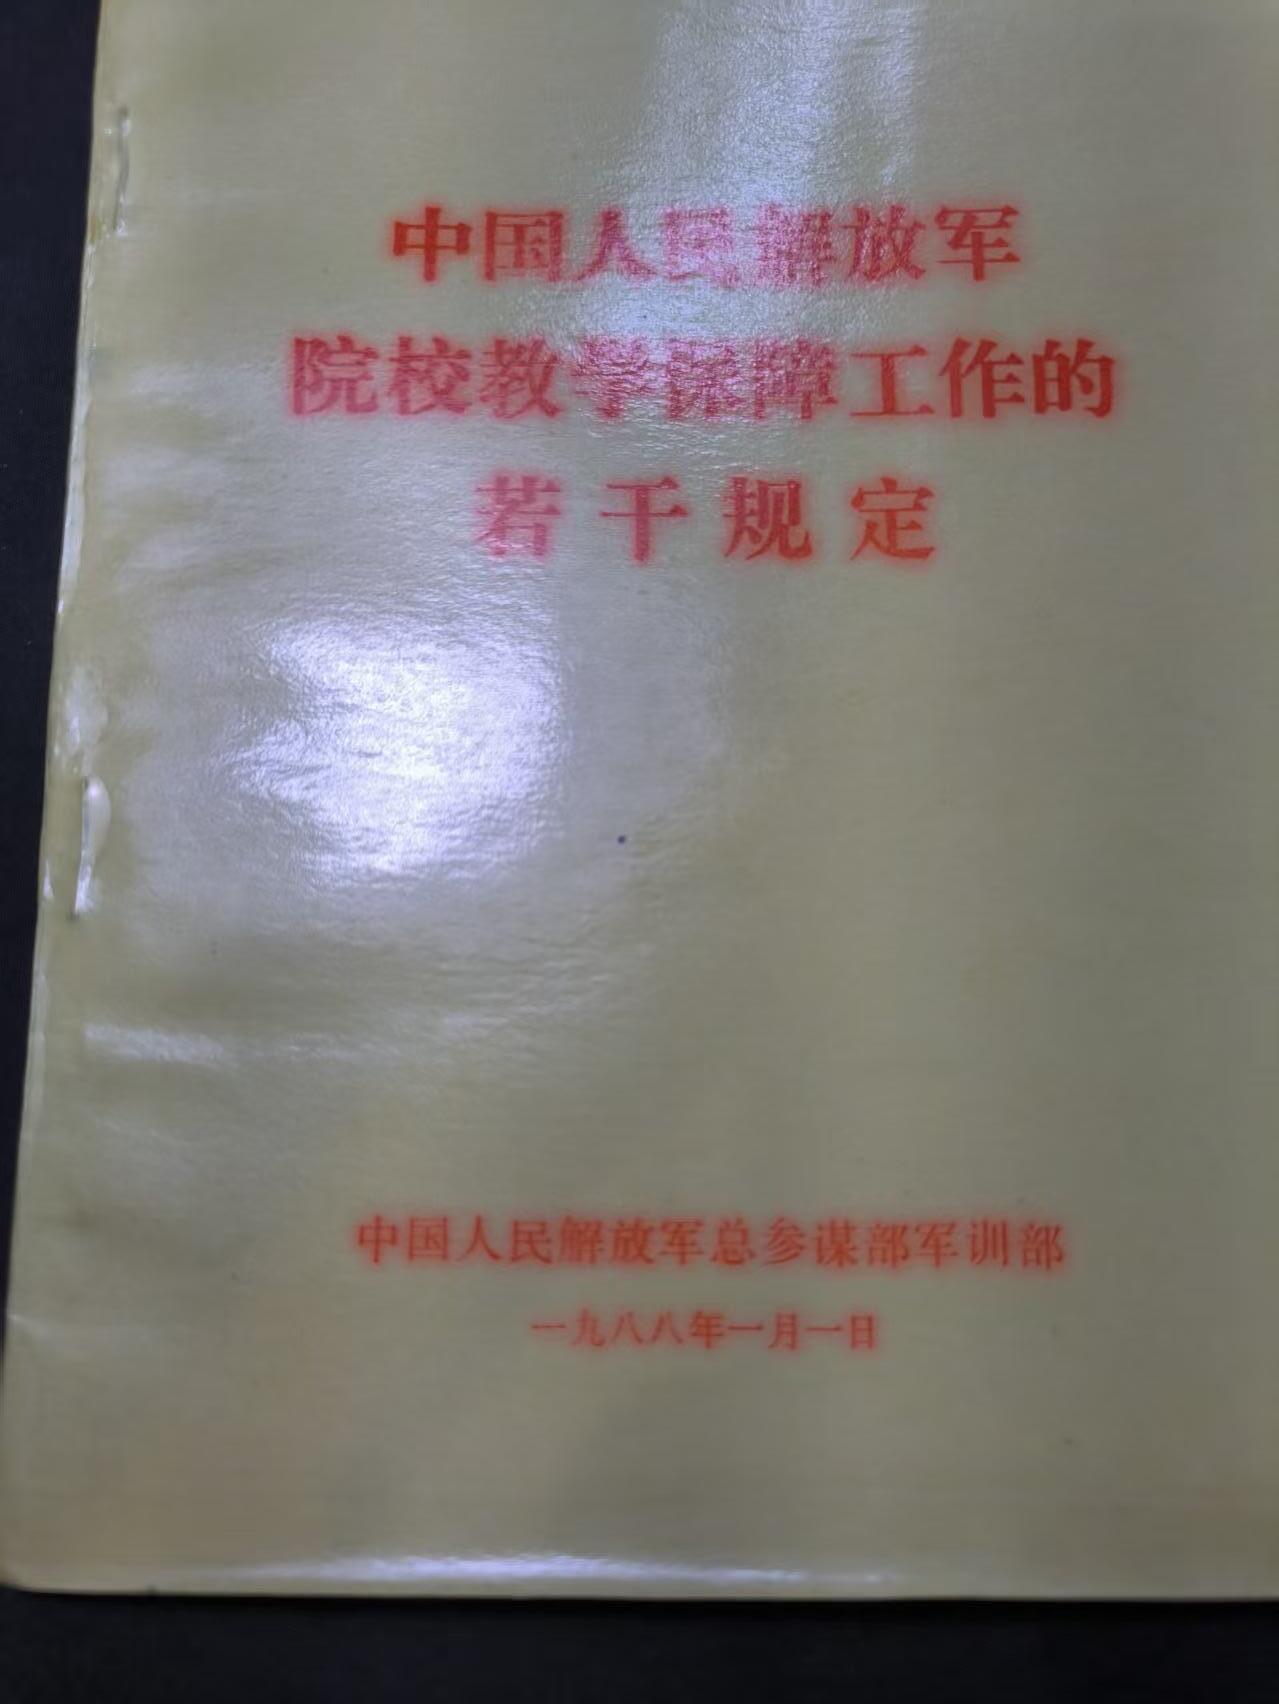 中国人民解放军
院校教学保障工作的
若干规定
中国人民解放军总参谋部军训部
一九八八年一月一日